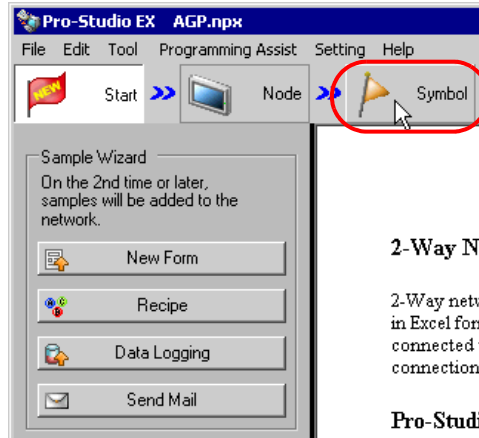 Pro-Studio EX AGP.npx
File Edit Tool Programming Assist Setting Help
NEW Start Node Symbol
Sample Wizard
On the 2nd time or later,
samples will be added to the
network.
New Form
Recipe
Data Logging
Send Mail
2-Way N
2-Way netw
in Excel for
connected
connection
Pro-Studi